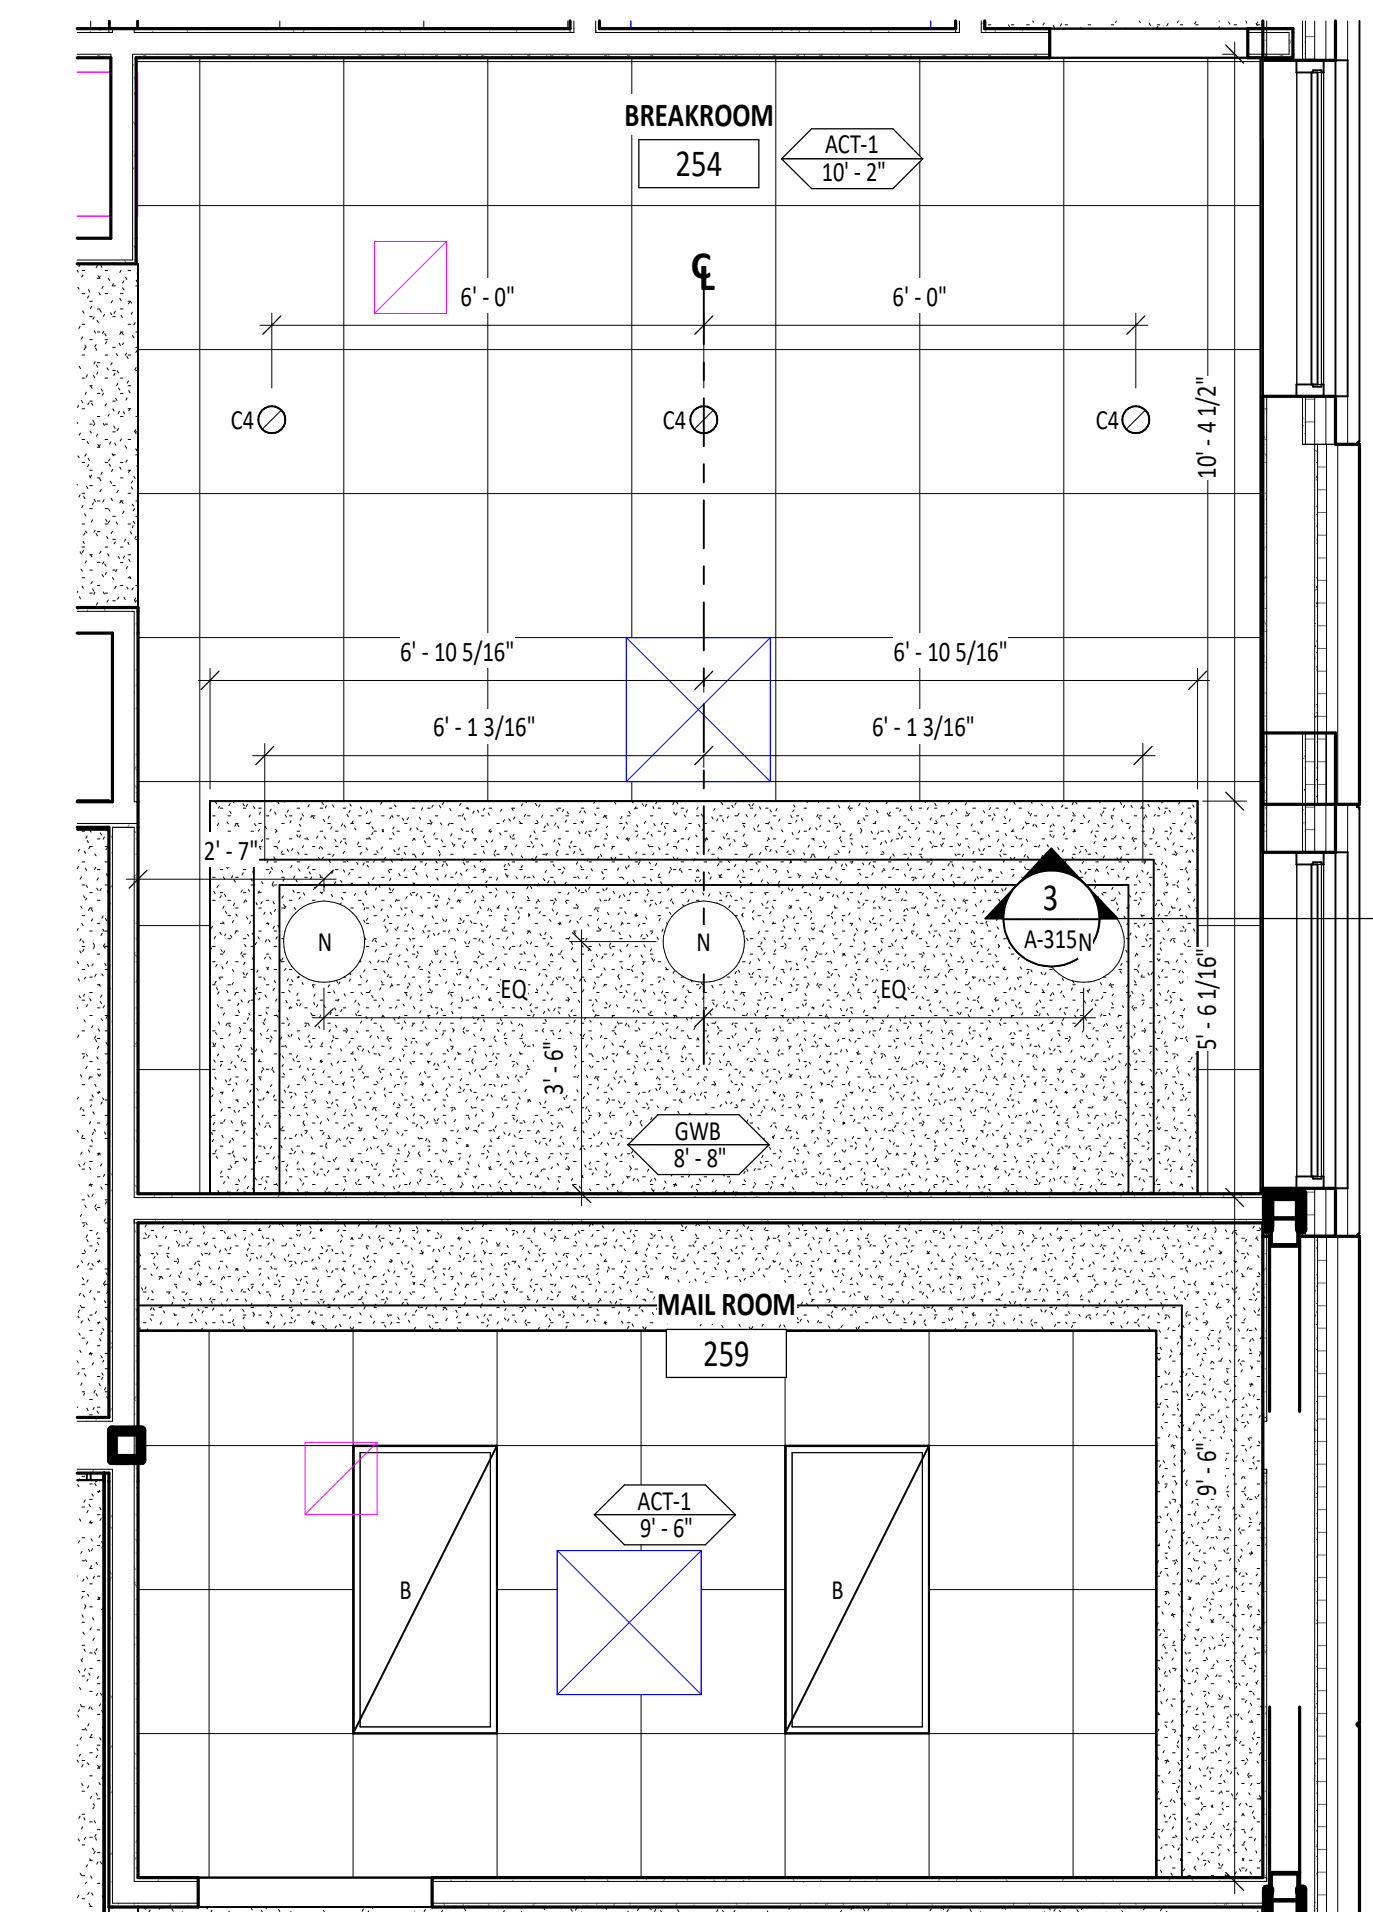 BREAKROOM
254
ACT-1
10' - 2"
CL
6' - 0"
6' - 0"
C4
C4
C4
10' - 4 1/2"
6' - 10 5/16"
6' - 10 5/16"
6' - 1 3/16"
6' - 1 3/16"
2' - 7"
3
A-315
N
N
N
EQ
EQ
5' - 6 1/16"
3' - 6"
GWB
8' - 8"
MAIL ROOM
259
ACT-1
9' - 6"
9' - 6"
B
B